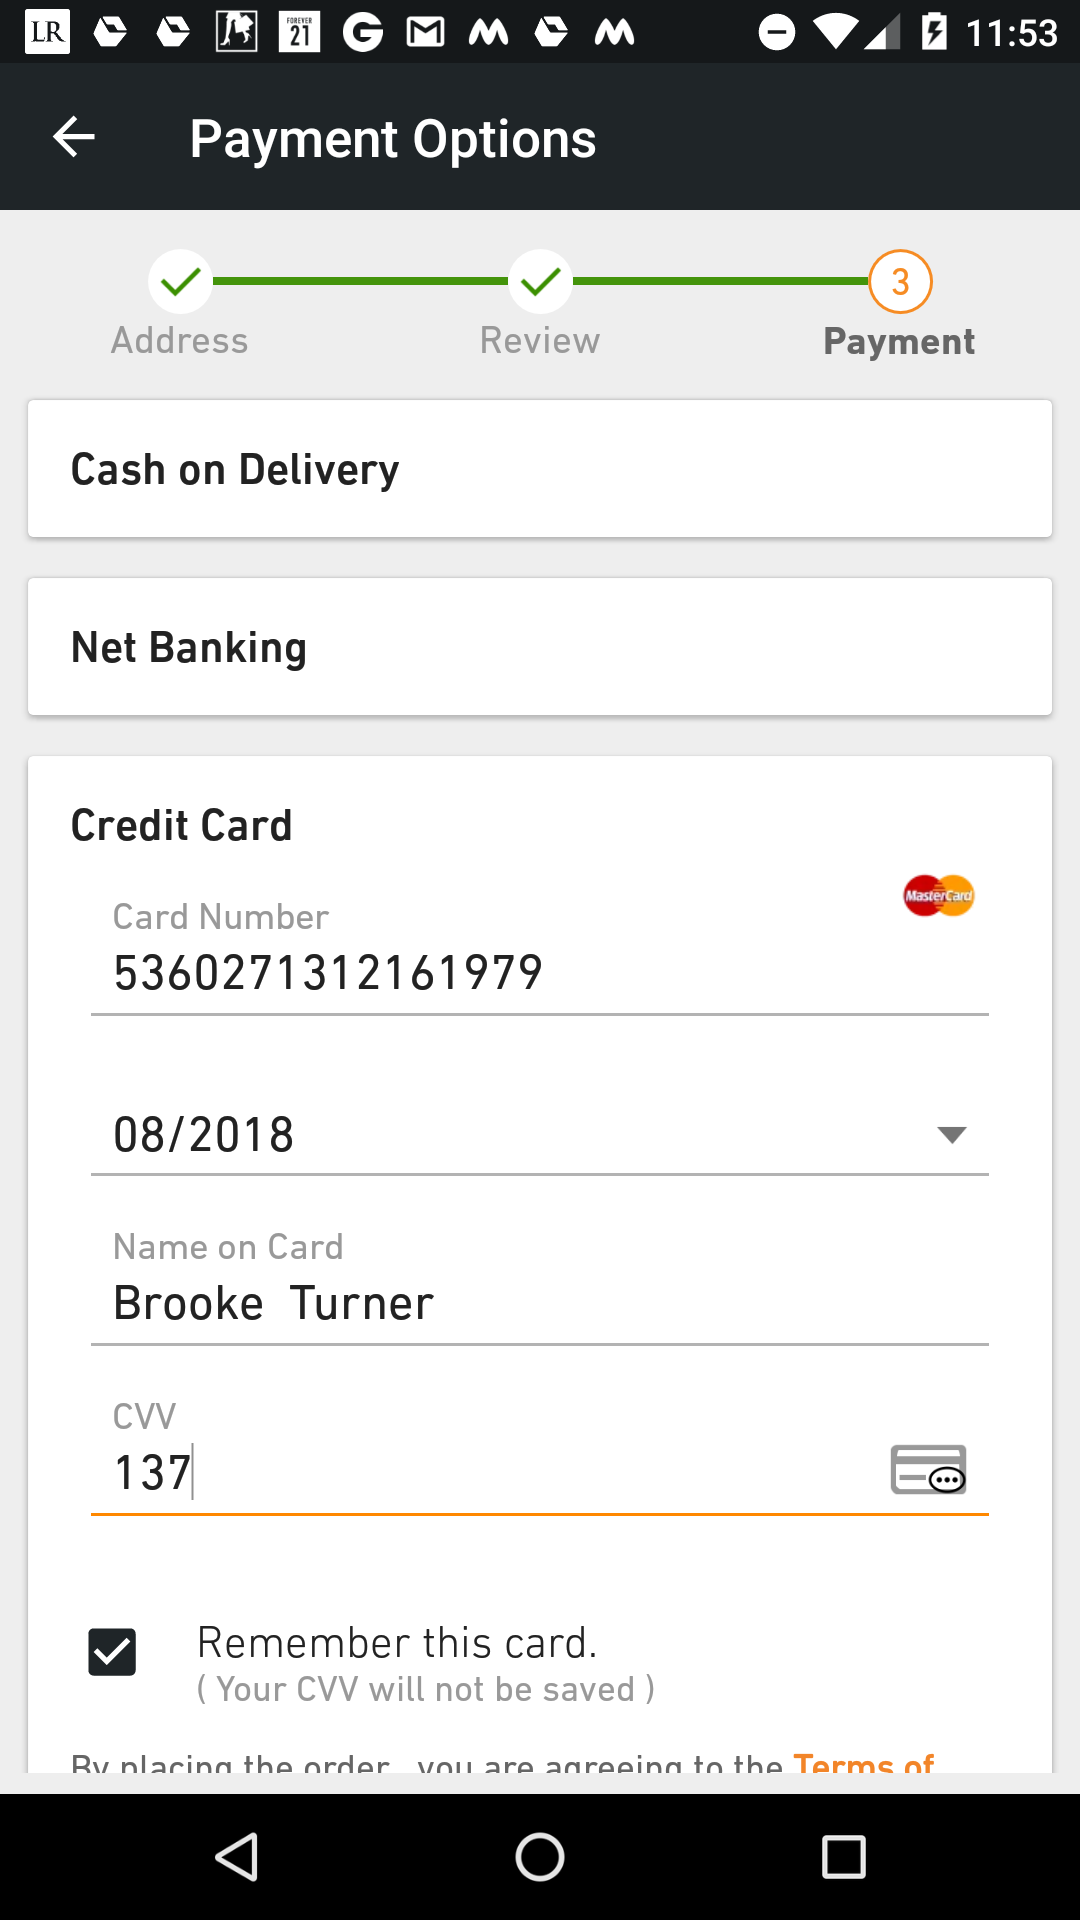 LR FOREVER 21 G M 11:53
Payment Options
3
Address Review Payment
Cash on Delivery
Net Banking
Credit Card
MasterCard
Card Number
5360271312161979
08/2018
Name on Card
Brooke Turner
CVV
137
Remember this card.
( Your CVV will not be saved )
By placing the order, you are agreeing to the Terms of